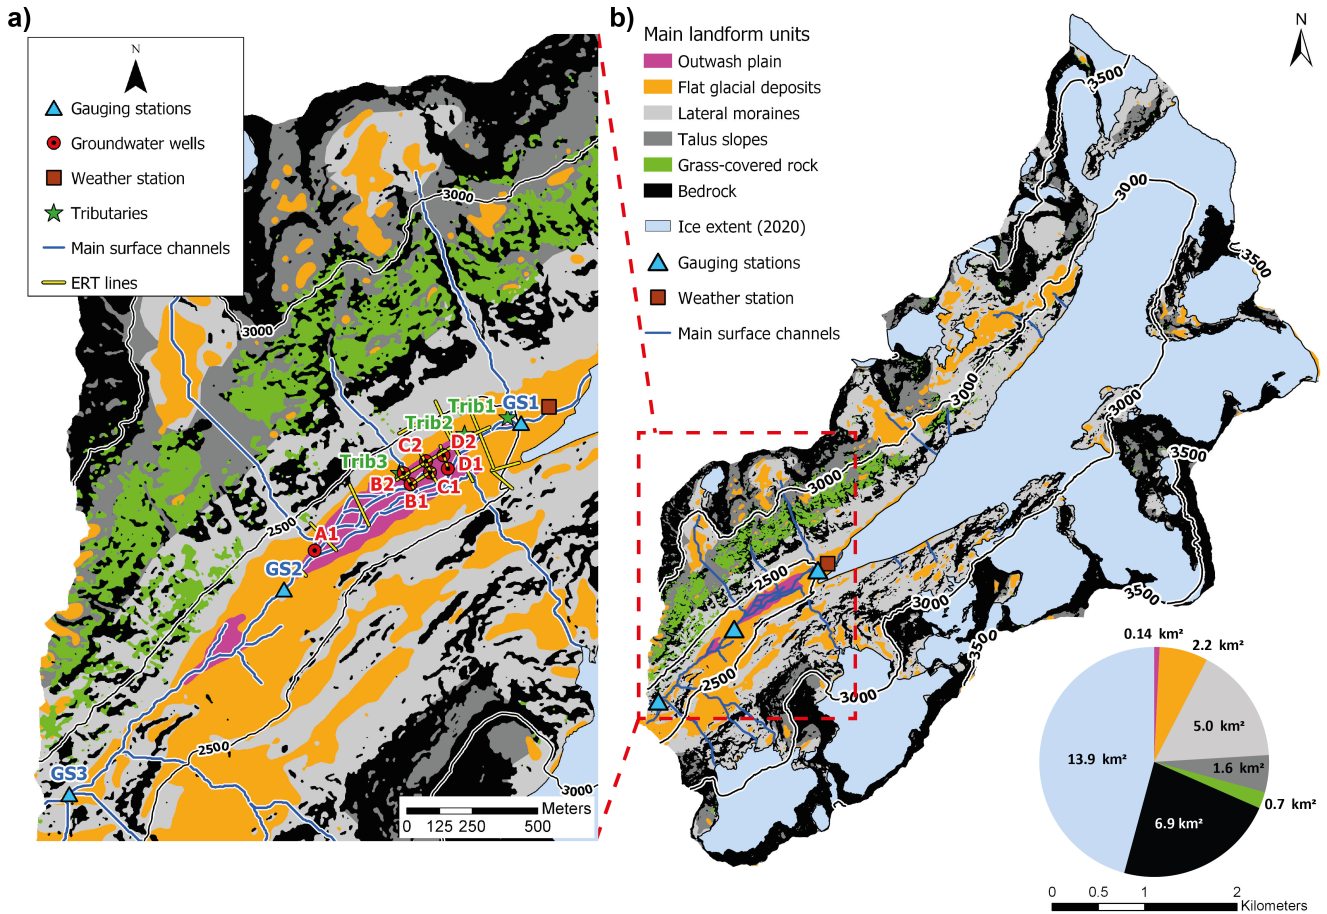 a)
N
Gauging stations
Groundwater wells
Weather station
Tributaries
Main surface channels
ERT lines
3000
3000
2500
2500
3000
Trib1
GS1
Trib2
C2
D2
Trib3
D1
B2
C1
B1
A1
GS2
GS3
Meters
0 125 250 500
b)
N
Main landform units
Outwash plain
Flat glacial deposits
Lateral moraines
Talus slopes
Grass-covered rock
Bedrock
Ice extent (2020)
Gauging stations
Weather station
Main surface channels
3500
3000
3500
3000
3000
3500
3000
2500
3000
3500
3500
2500
3000
0.14 km²
2.2 km²
5.0 km²
13.9 km²
1.6 km²
0.7 km²
6.9 km²
0 0.5 1 2
Kilometers